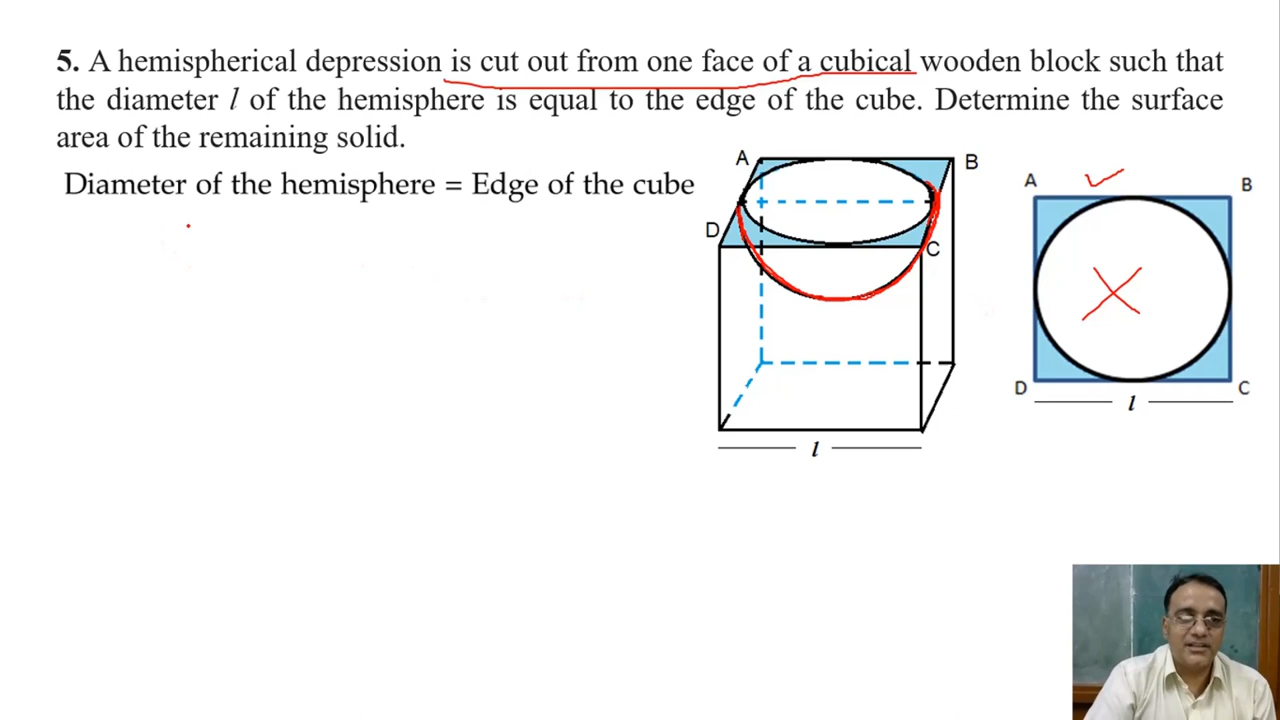 5. A hemispherical depression is cut out from one face of a cubical wooden block such that
the diameter l of the hemisphere is equal to the edge of the cube. Determine the surface
area of the remaining solid.
Diameter of the hemisphere = Edge of the cube
A
B
D
C
l
A
B
D
C
l